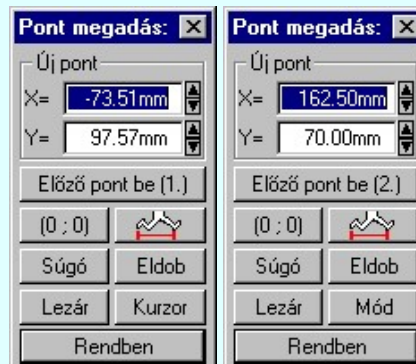 Pont megadás:
Új pont
X= -73.51mm
Y= 97.57mm
Előző pont be (1.)
(0 ; 0)
Súgó Eldob
Lezár Kurzor
Rendben
Pont megadás:
Új pont
X= 162.50mm
Y= 70.00mm
Előző pont be (2.)
(0 ; 0)
Súgó Eldob
Lezár Mód
Rendben